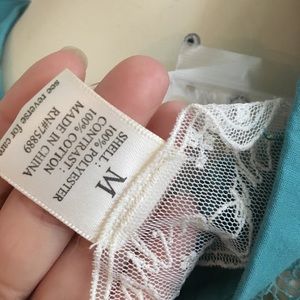 M
SHELL:
100% POLYESTER
CONTRAST:
100% COTTON
MADE IN CHINA
RN#75889
see reverse for care